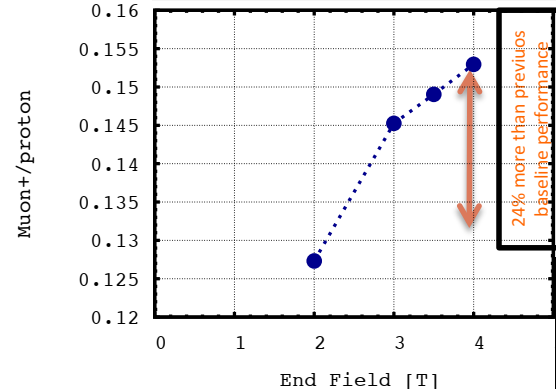 0.16
0.155
0.15
0.145
0.14
0.135
0.13
0.125
0.12
Muon+/proton
0 1 2 3 4
End Field [T]
24% more than previuos
baseline performance